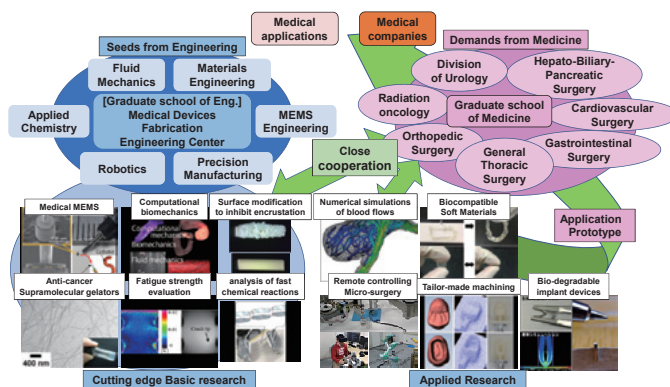 Medical
applications
Medical
companies
Seeds from Engineering
Demands from Medicine
Fluid
Mechanics
Materials
Engineering
Applied
Chemistry
[Graduate school of Eng.]
Medical Devices
Fabrication
Engineering Center
MEMS
Engineering
Robotics
Precision
Manufacturing
Division
of Urology
Hepato-Biliary-
Pancreatic
Surgery
Radiation
oncology
Graduate school
of Medicine
Cardiovascular
Surgery
Orthopedic
Surgery
General
Thoracic
Surgery
Gastrointestinal
Surgery
Close
cooperation
Application
Prototype
Medical MEMS
Computational
biomechanics
Surface modification
to inhibit encrustation
Numerical simulations
of blood flows
Biocompatible
Soft Materials
Computational
mechanics
Biomechanics
Fluid mechanics
Anti-cancer
Supramolecular gelators
Fatigue strength
evaluation
analysis of fast
chemical reactions
Remote controlling
Micro-surgery
Tailor-made machining
Bio-degradable
implant devices
400 nm
Cutting edge Basic research
Applied Research